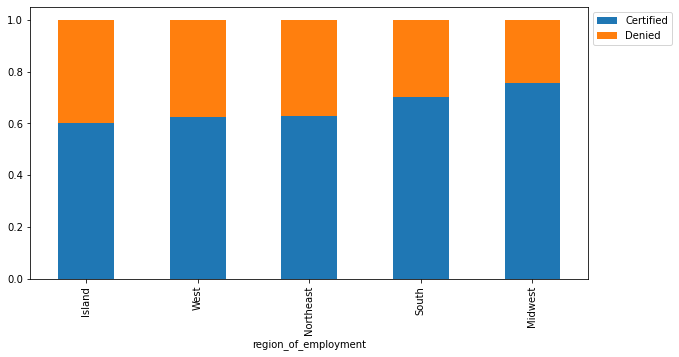 Certified
Denied
1.0
0.8
0.6
0.4
0.2
0.0
Island
West
Northeast
South
Midwest
region_of_employment